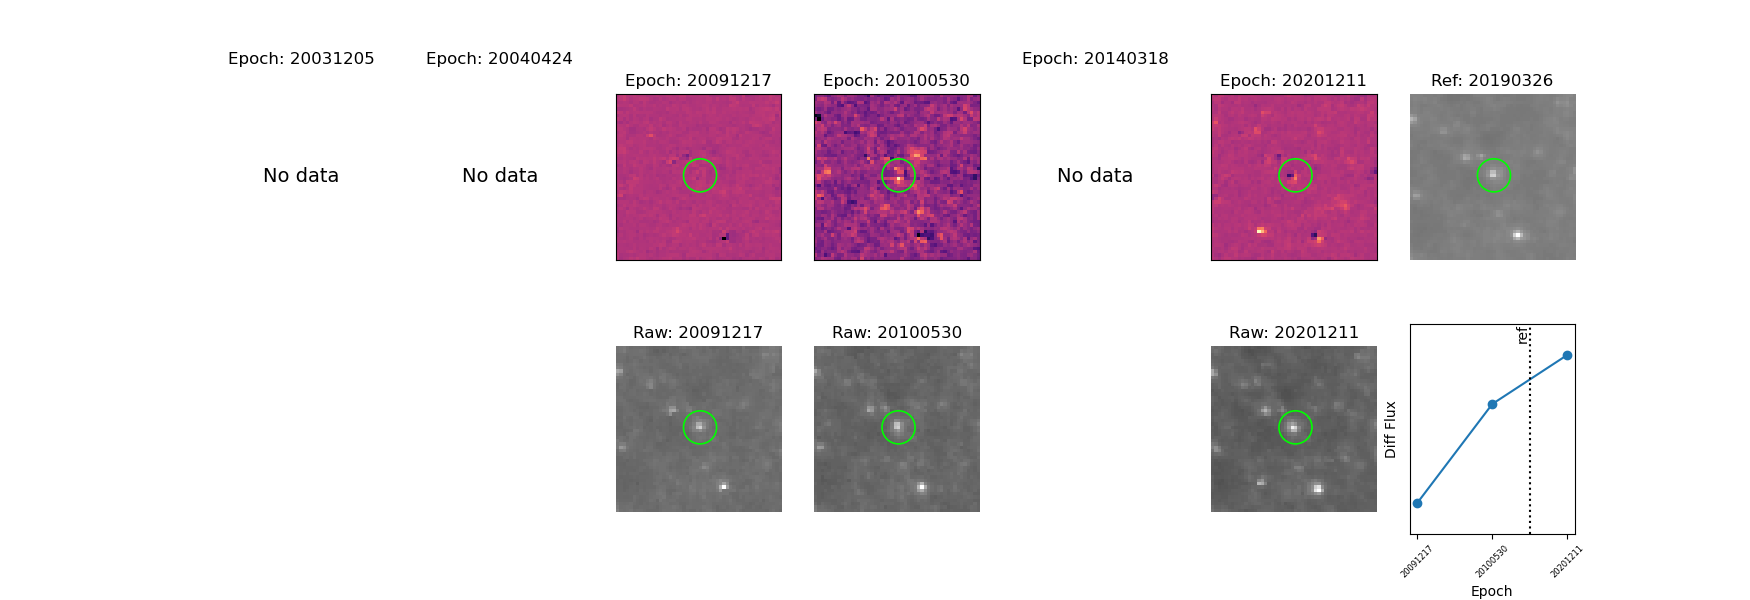 Epoch: 20031205
Epoch: 20040424
Epoch: 20091217
Epoch: 20100530
Epoch: 20140318
Epoch: 20201211
Ref: 20190326
No data
No data
No data
Raw: 20091217
Raw: 20100530
Raw: 20201211
ref
Diff Flux
20091217
20100530
20201211
Epoch